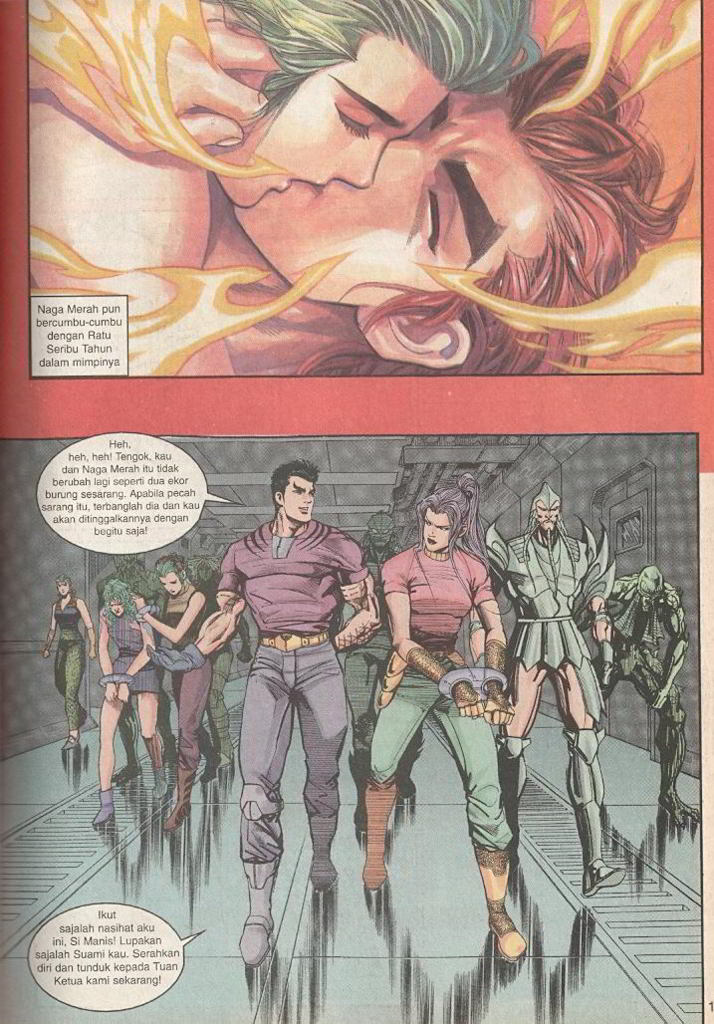 Naga Merah pun
bercumbu-cumbu
dengan Ratu
Seribu Tahun
dalam mimpinya
Heh,
heh, heh! Tengok, kau
dan Naga Merah itu tidak
berubah lagi seperti dua ekor
burung sesarang. Apabila pecah
sarang itu, terbanglah dia dan kau
akan ditinggalkannya dengan
begitu saja!
Ikut
sajalah nasihat aku
ini, Si Manis! Lupakan
sajalah Suami kau. Serahkan
diri dan tunduk kepada Tuan
Ketua kami sekarang!